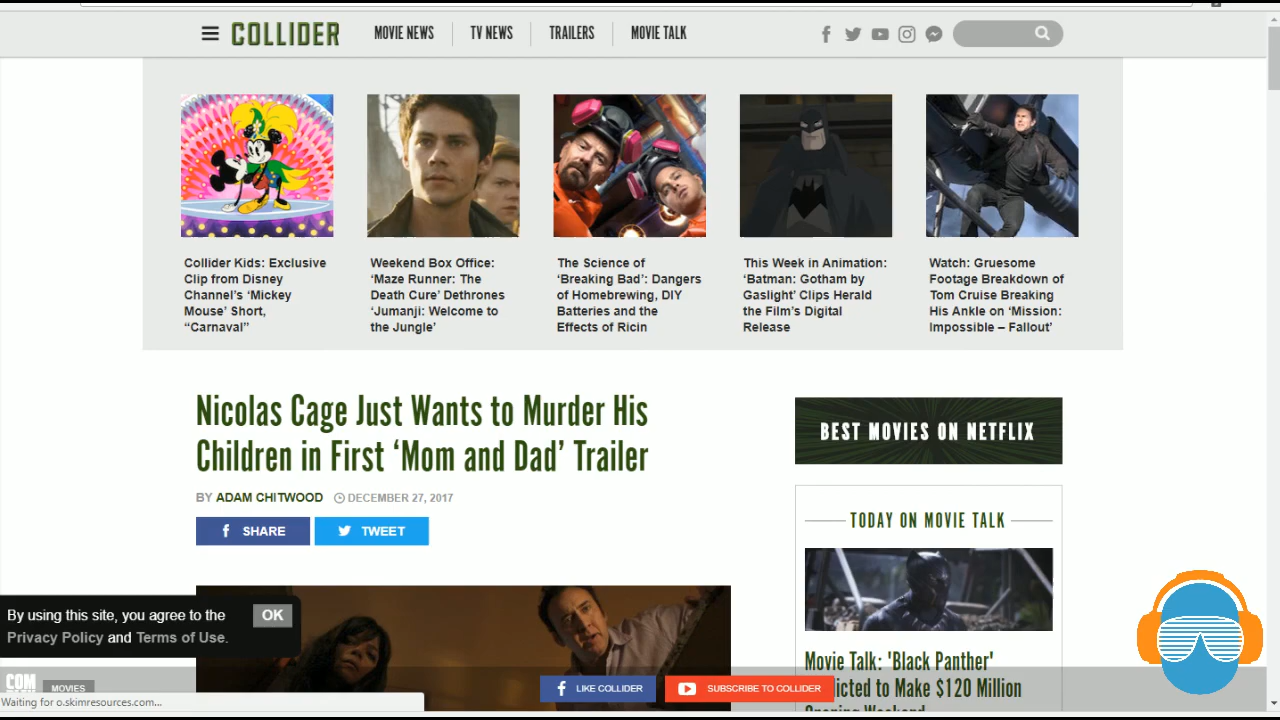 COLLIDER
MOVIE NEWS
TV NEWS
TRAILERS
MOVIE TALK
Collider Kids: Exclusive
Clip from Disney
Channel's 'Mickey
Mouse' Short,
“Carnaval”
Weekend Box Office:
‘Maze Runner: The
Death Cure’ Dethrones
‘Jumanji: Welcome to
the Jungle’
The Science of
‘Breaking Bad’: Dangers
of Homebrewing, DIY
Batteries and the
Effects of Ricin
This Week in Animation:
‘Batman: Gotham by
Gaslight’ Clips Herald
the Film’s Digital
Release
Watch: Gruesome
Footage Breakdown of
Tom Cruise Breaking
His Ankle on ‘Mission:
Impossible – Fallout’
Nicolas Cage Just Wants to Murder His
Children in First ‘Mom and Dad’ Trailer
BY ADAM CHITWOOD DECEMBER 27, 2017
SHARE
TWEET
BEST MOVIES ON NETFLIX
TODAY ON MOVIE TALK
Movie Talk: 'Black Panther'
icted to Make $120 Million
By using this site, you agree to the
Privacy Policy and Terms of Use.
OK
COM
MOVIES
LIKE COLLIDER
SUBSCRIBE TO COLLIDER
Waiting for o.skimresources.com...